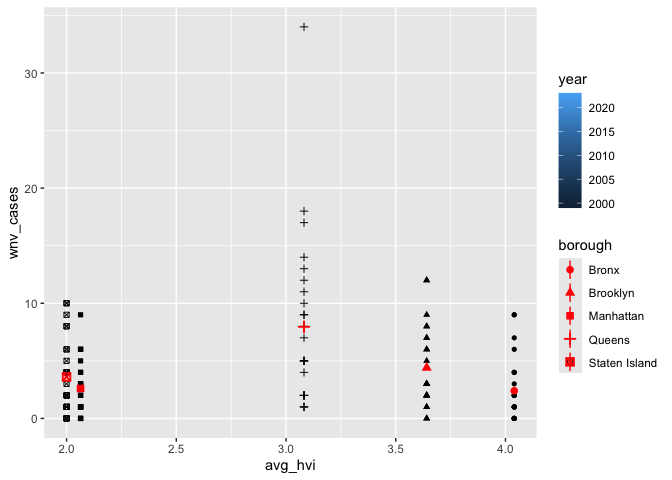 30
20
10
0
wnv_cases
2.0 2.5 3.0 3.5 4.0
avg_hvi
year
2020
2015
2010
2005
2000
borough
Bronx
Brooklyn
Manhattan
Queens
Staten Island